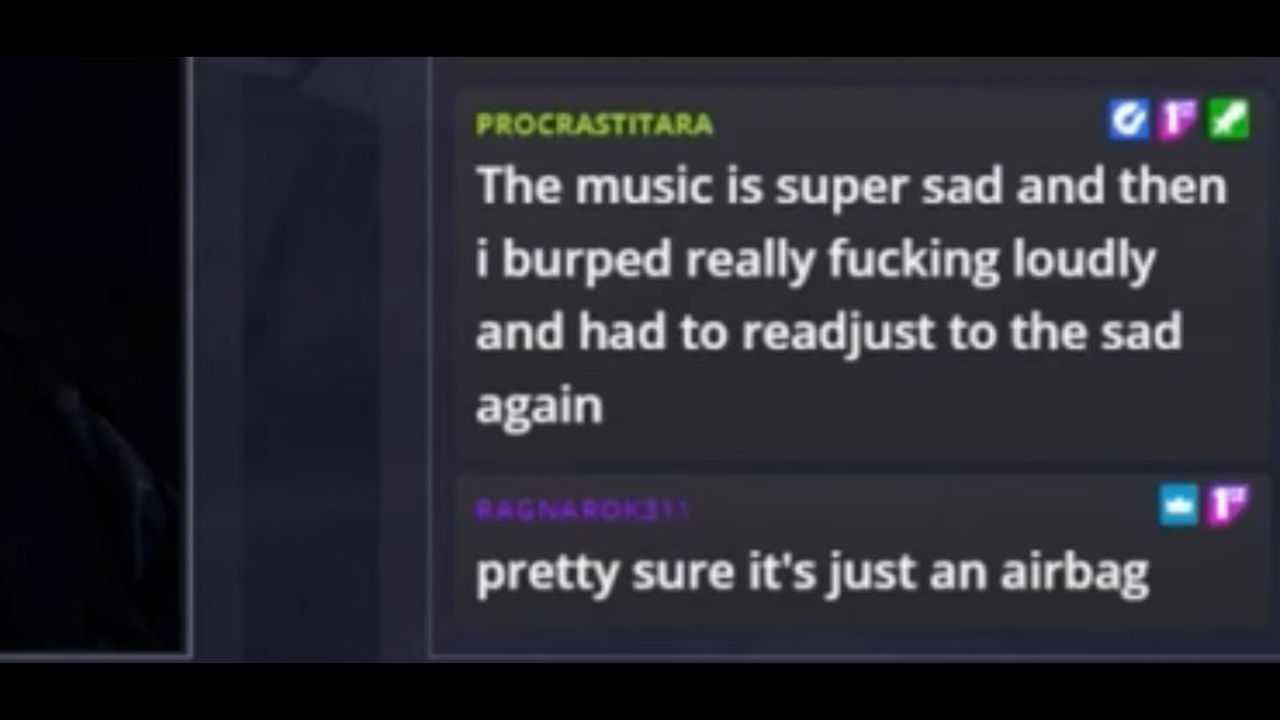 PROCRASTITARA
The music is super sad and then
i burped really fucking loudly
and had to readjust to the sad
again
RAGNAROK311
pretty sure it's just an airbag